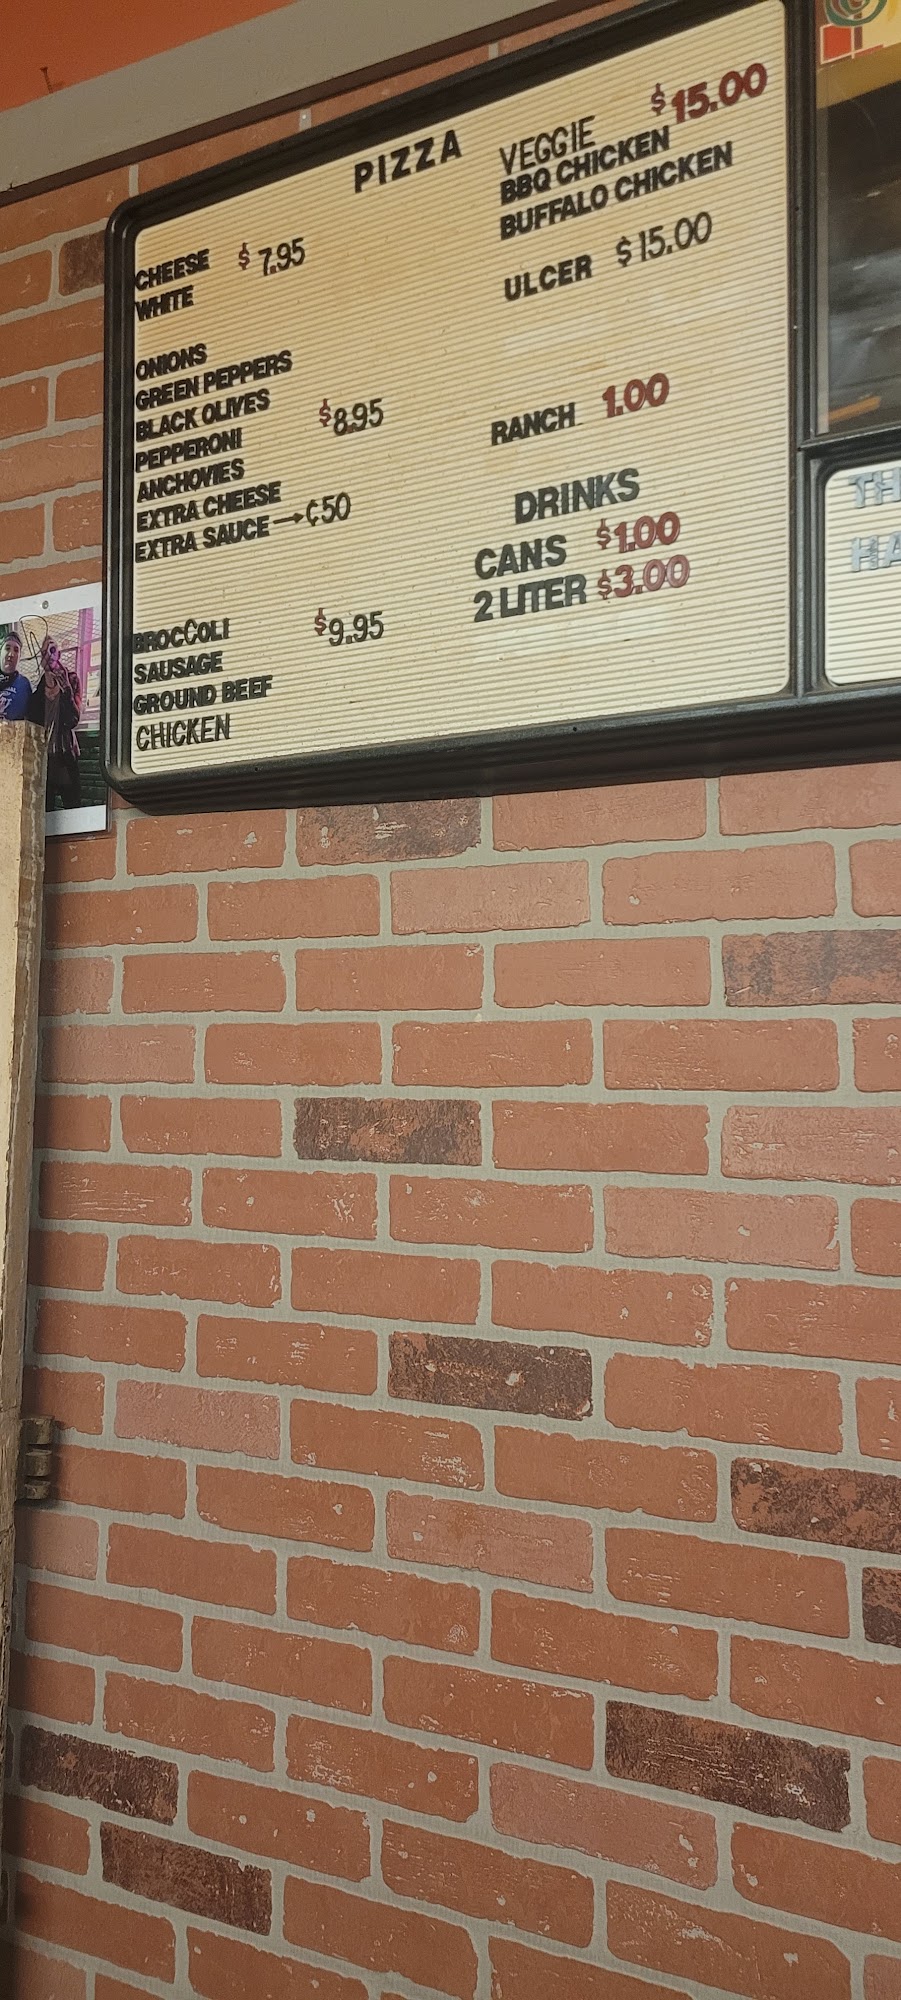 PIZZA
CHEESE $7.95
WHITE
ONIONS
GREEN PEPPERS
BLACK OLIVES $8.95
PEPPERONI
ANCHOVIES
EXTRA CHEESE
EXTRA SAUCE → ¢50
BROCCOLI $9.95
SAUSAGE
GROUND BEEF
CHICKEN
VEGGIE $15.00
BBQ CHICKEN
BUFFALO CHICKEN
ULCER $15.00
RANCH 1.00
DRINKS
CANS $1.00
2 LITER $3.00
TH
HA